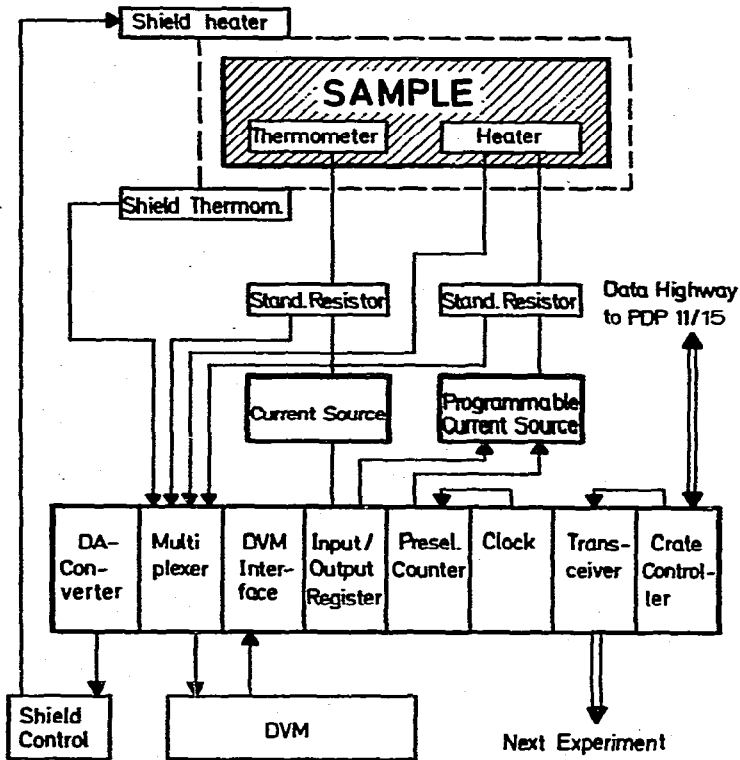 Shield heater
SAMPLE
Thermometer
Heater
Shield Thermom.
Stand. Resistor
Stand. Resistor
Data Highway
to PDP 11/15
Current Source
Programmable
Current Source
DA-
Con-
verter
Multi
plexer
DVM
Inter-
face
Input/
Output
Register
Presel.
Counter
Clock
Trans-
ceiver
Crate
Control-
ler
Shield
Control
DVM
Next Experiment